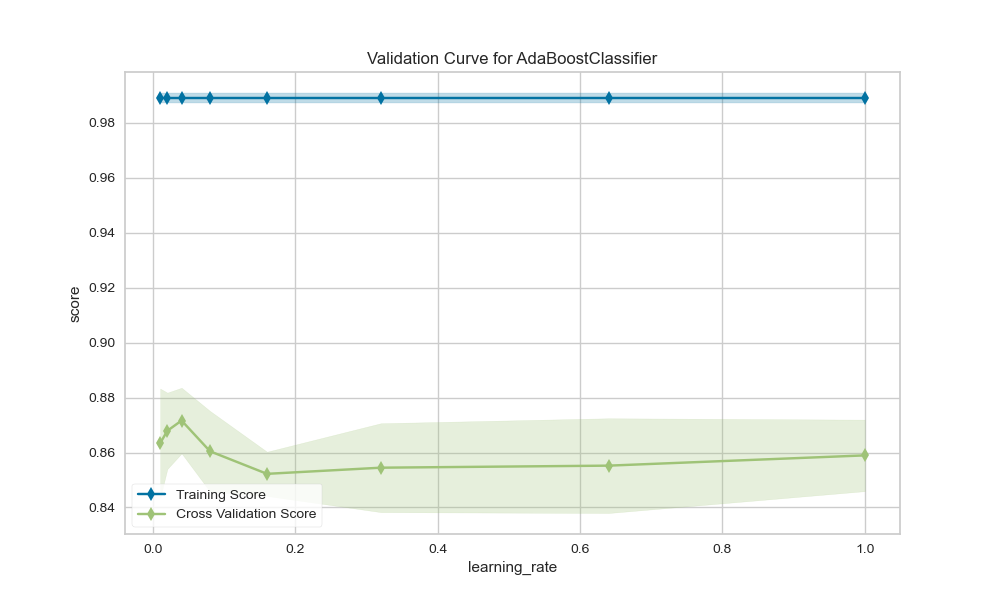 Validation Curve for AdaBoostClassifier
score
0.98
0.96
0.94
0.92
0.90
0.88
0.86
0.84
Training Score
Cross Validation Score
0.0 0.2 0.4 0.6 0.8 1.0
learning_rate